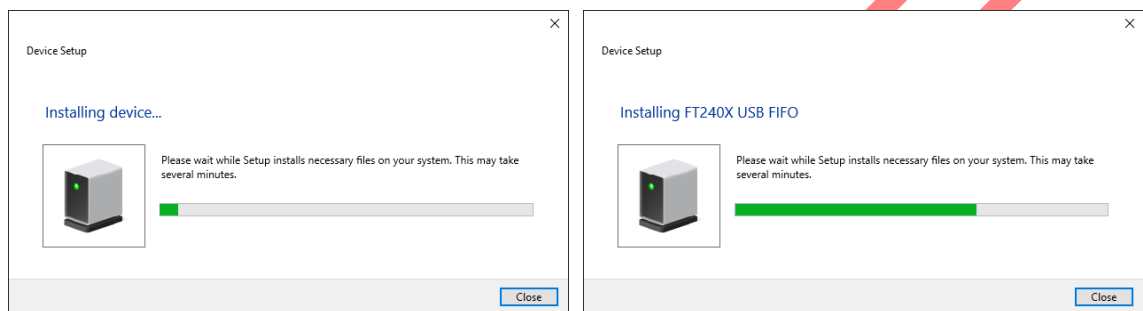 Device Setup
Installing device...
Please wait while Setup installs necessary files on your system. This may take
several minutes.
Close
Device Setup
Installing FT240X USB FIFO
Please wait while Setup installs necessary files on your system. This may take
several minutes.
Close